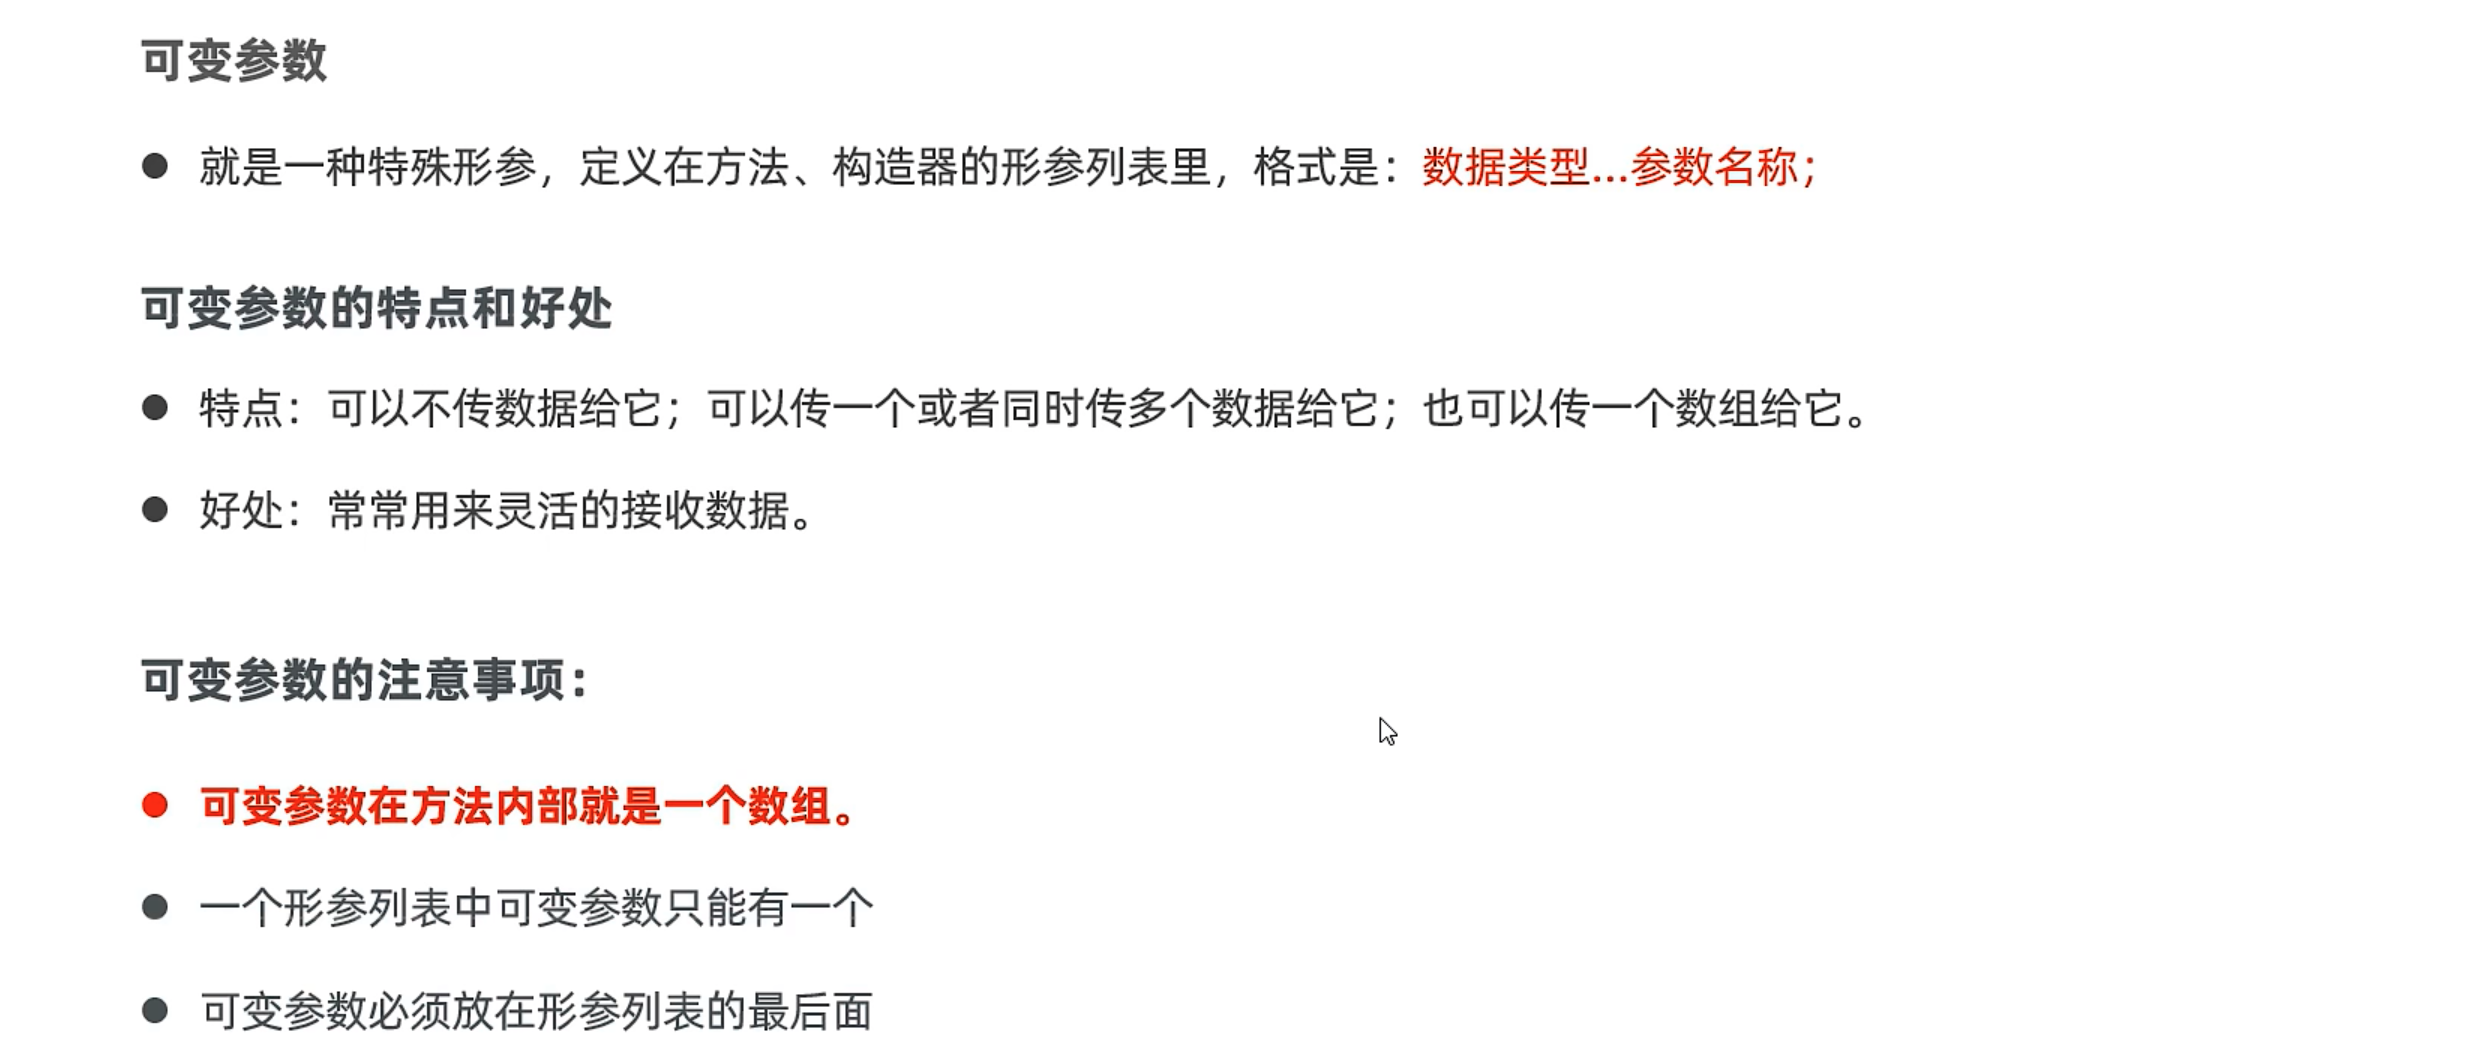 可变参数
● 就是一种特殊形参，定义在方法、构造器的形参列表里，格式是：数据类型...参数名称；
可变参数的特点和好处
● 特点：可以不传数据给它；可以传一个或者同时传多个数据给它；也可以传一个数组给它。
● 好处：常常用来灵活的接收数据。
可变参数的注意事项：
● 可变参数在方法内部就是一个数组。
● 一个形参列表中可变参数只能有一个
● 可变参数必须放在形参列表的最后面